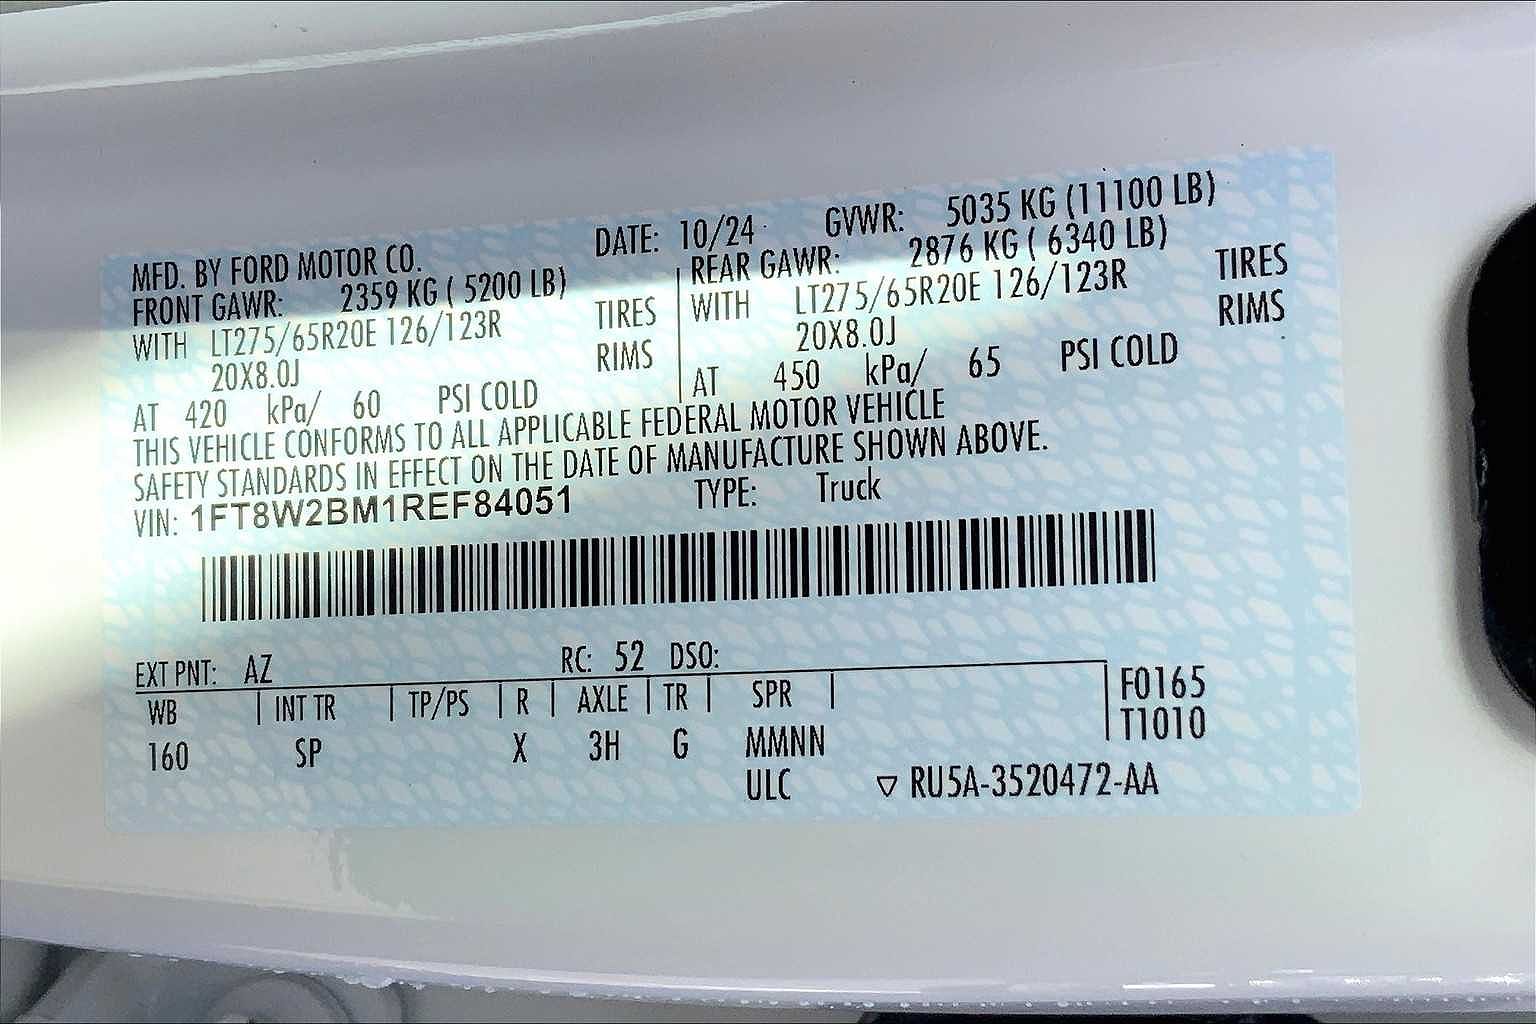 MFD. BY FORD MOTOR CO. DATE: 10/24 GVWR: 5035 KG (11100 LB)
FRONT GAWR: 2359 KG ( 5200 LB) REAR GAWR: 2876 KG ( 6340 LB)
WITH LT275/65R20E 126/123R TIRES WITH LT275/65R20E 126/123R TIRES
20X8.0J RIMS 20X8.0J RIMS
AT 420 kPa/ 60 PSI COLD AT 450 kPa/ 65 PSI COLD
THIS VEHICLE CONFORMS TO ALL APPLICABLE FEDERAL MOTOR VEHICLE
SAFETY STANDARDS IN EFFECT ON THE DATE OF MANUFACTURE SHOWN ABOVE.
VIN: 1FT8W2BM1REF84051 TYPE: Truck
EXT PNT: AZ RC: 52 DSO:
WB INT TR TP/PS R AXLE TR SPR F0165
160 SP X 3H G MMNN T1010
ULC ▽ RU5A-3520472-AA